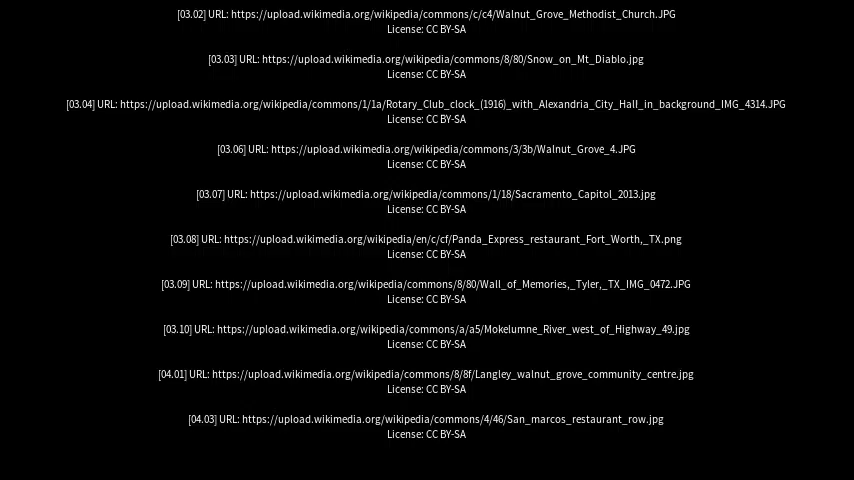 [03.02] URL: https://upload.wikimedia.org/wikipedia/commons/c/c4/Walnut_Grove_Methodist_Church.JPG
License: CC BY-SA
[03.03] URL: https://upload.wikimedia.org/wikipedia/commons/8/80/Snow_on_Mt_Diablo.jpg
License: CC BY-SA
[03.04] URL: https://upload.wikimedia.org/wikipedia/commons/1/1a/Rotary_Club_clock_(1916)_with_Alexandria_City_Hall_in_background_IMG_4314.JPG
License: CC BY-SA
[03.06] URL: https://upload.wikimedia.org/wikipedia/commons/3/3b/Walnut_Grove_4.JPG
License: CC BY-SA
[03.07] URL: https://upload.wikimedia.org/wikipedia/commons/1/18/Sacramento_Capitol_2013.jpg
License: CC BY-SA
[03.08] URL: https://upload.wikimedia.org/wikipedia/en/c/cf/Panda_Express_restaurant_Fort_Worth,_TX.png
License: CC BY-SA
[03.09] URL: https://upload.wikimedia.org/wikipedia/commons/8/80/Wall_of_Memories,_Tyler,_TX_IMG_0472.JPG
License: CC BY-SA
[03.10] URL: https://upload.wikimedia.org/wikipedia/commons/a/a5/Mokelumne_River_west_of_Highway_49.jpg
License: CC BY-SA
[04.01] URL: https://upload.wikimedia.org/wikipedia/commons/8/8f/Langley_walnut_grove_community_centre.jpg
License: CC BY-SA
[04.03] URL: https://upload.wikimedia.org/wikipedia/commons/4/46/San_marcos_restaurant_row.jpg
License: CC BY-SA